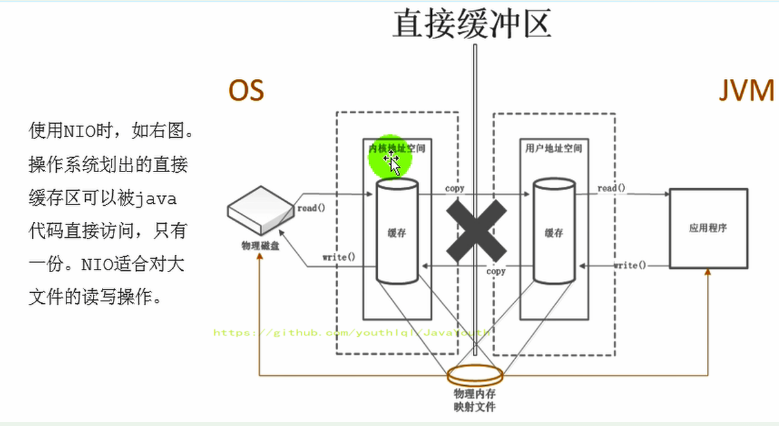 直接缓冲区
OS
JVM
使用NIO时，如右图。
操作系统划出的直接
缓存区可以被java
代码直接访问，只有
一份。NIO适合对大
文件的读写操作。
内核地址空间
用户地址空间
copy
read()
read()
物理磁盘
缓存
缓存
应用程序
write()
copy
write()
https://github.com/youthlql/JavaYouth
物理内存
映射文件